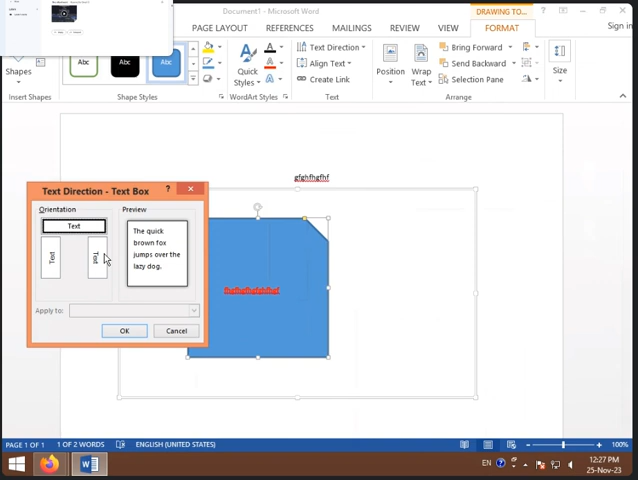 Document1 - Microsoft Word
DRAWING TO...
PAGE LAYOUT REFERENCES MAILINGS REVIEW VIEW FORMAT Sign in
Shapes
Abc Abc Abc
Quick Styles
Text Direction
Align Text
Create Link
Position
Wrap Text
Bring Forward
Send Backward
Selection Pane
Size
Insert Shapes Shape Styles WordArt Styles Text Arrange
gfghfhgfhf
Text Direction - Text Box
Orientation Preview
Text
Text Text
The quick
brown fox
jumps over the
lazy dog.
Apply to:
OK Cancel
PAGE 1 OF 1 1 OF 2 WORDS ENGLISH (UNITED STATES) 100%
EN 12:27 PM
25-Nov-23